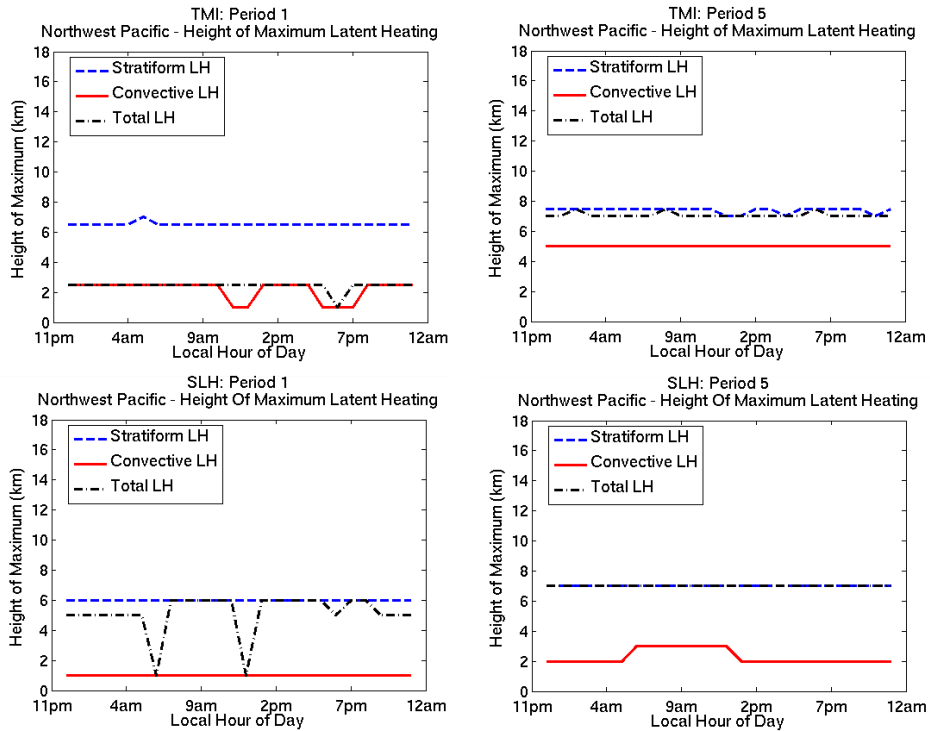 TMI: Period 1
Northwest Pacific - Height of Maximum Latent Heating
18
16
14
12
10
8
6
4
2
0
Height of Maximum (km)
Stratiform LH
Convective LH
Total LH
11pm 4am 9am 2pm 7pm 12am
Local Hour of Day
TMI: Period 5
Northwest Pacific - Height of Maximum Latent Heating
18
16
14
12
10
8
6
4
2
0
Height of Maximum (km)
Stratiform LH
Convective LH
Total LH
11pm 4am 9am 2pm 7pm 12am
Local Hour of Day
SLH: Period 1
Northwest Pacific - Height Of Maximum Latent Heating
18
16
14
12
10
8
6
4
2
0
Height of Maximum (km)
Stratiform LH
Convective LH
Total LH
11pm 4am 9am 2pm 7pm 12am
Local Hour of Day
SLH: Period 5
Northwest Pacific - Height Of Maximum Latent Heating
18
16
14
12
10
8
6
4
2
0
Height of Maximum (km)
Stratiform LH
Convective LH
Total LH
11pm 4am 9am 2pm 7pm 12am
Local Hour of Day